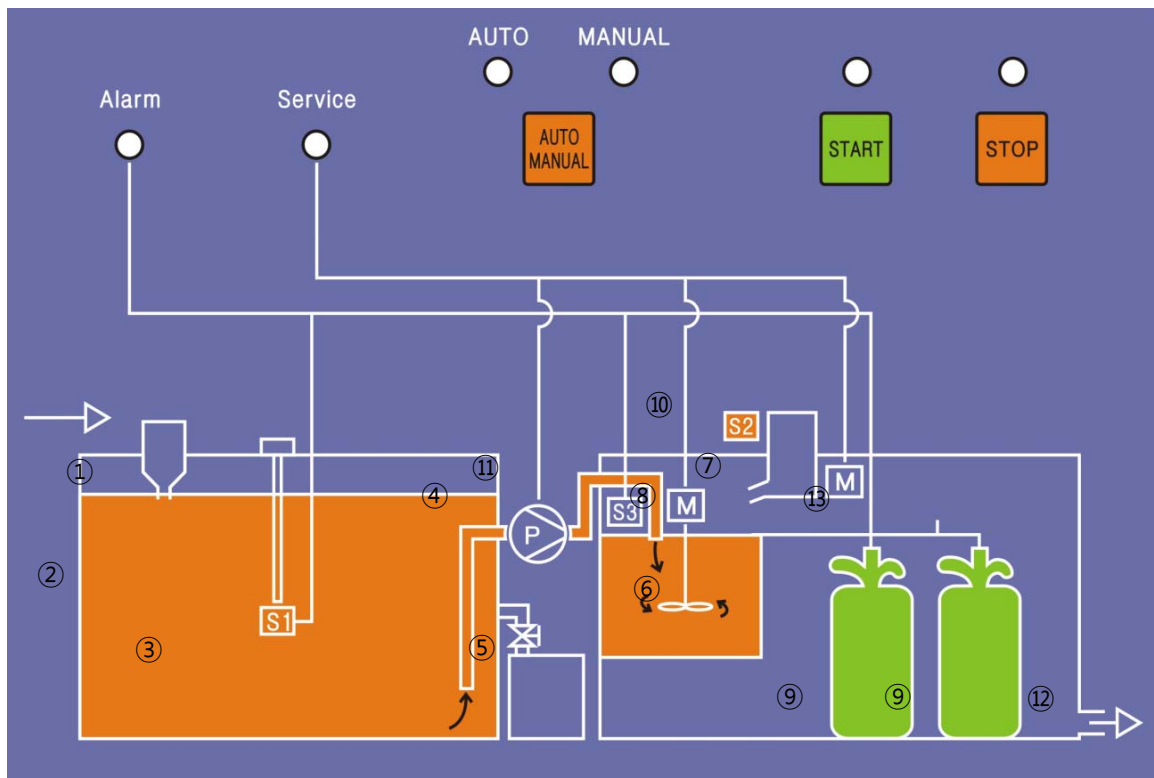 AUTO MANUAL
Alarm Service
AUTO
MANUAL
START
STOP
⑩
S2
① ⑪ ⑦
④ ⑧ ⑬ M
S3 M
P
②
⑥
S1
③ ⑤
⑨ ⑨ ⑫